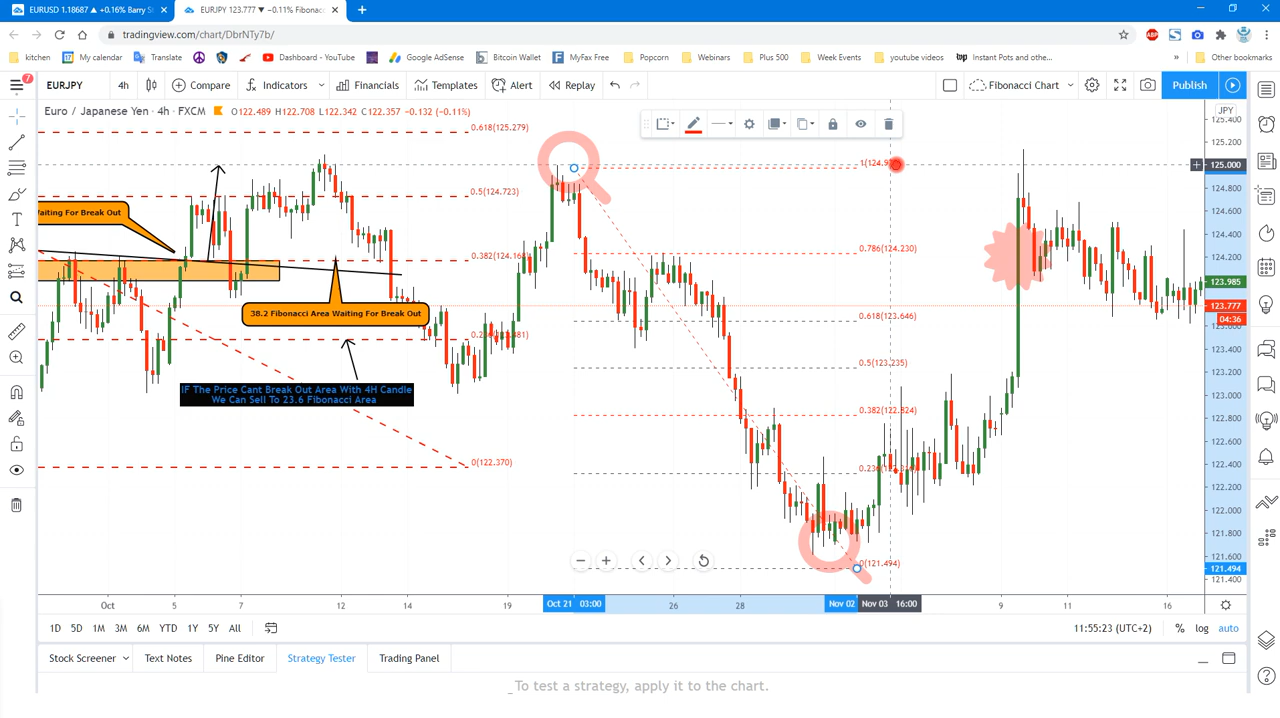 EURUSD 1.18687 ▲ +0.16% Barry S
EURJPY 123.777 ▼ −0.11% Fibonacci
tradingview.com/chart/DbrNTy7b/
kitchen My calendar Translate Dashboard - YouTube Google AdSense Bitcoin Wallet MyFax Free Popcorn Webinars Plus 500 Week Events youtube videos Instant Pots and othe... » Other bookmarks
7
EURJPY 4h Compare Indicators Financials Templates Alert Replay Fibonacci Chart Publish
Euro / Japanese Yen · 4h · FXCM O122.489 H122.708 L122.342 C122.357 −0.132 (−0.11%)
JPY
125.400
0.618(125.279)
125.200
125.000
1(124.9
124.800
0.5(124.723)
124.600
Waiting For Break Out
124.400
0.786(124.230)
0.382(124.16
124.200
123.985
123.777
04:36
38.2 Fibonacci Area Waiting For Break Out
0.618(123.646)
123.600
123.400
0.5(123.235)
123.200
IF The Price Cant Break Out Area With 4H Candle
We Can Sell To 23.6 Fibonacci Area
123.000
0.382(122.824)
122.800
122.600
0(122.370)
122.400
122.200
122.000
121.800
121.600
0(121.494)
121.494
121.400
Oct 5 7 12 14 19 Oct 21 03:00 26 28 Nov 02 Nov 03 16:00 9 11 16
1D 5D 1M 3M 6M YTD 1Y 5Y All 11:55:23 (UTC+2) % log auto
Stock Screener Text Notes Pine Editor Strategy Tester Trading Panel
To test a strategy, apply it to the chart.